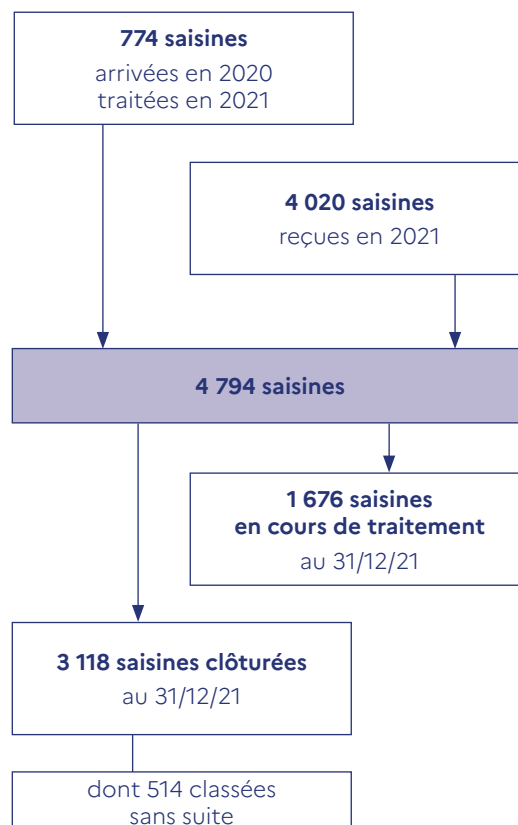 774 saisines
arrivées en 2020
traitées en 2021
4 020 saisines
reçues en 2021
4 794 saisines
1 676 saisines
en cours de traitement
au 31/12/21
3 118 saisines clôturées
au 31/12/21
dont 514 classées
sans suite